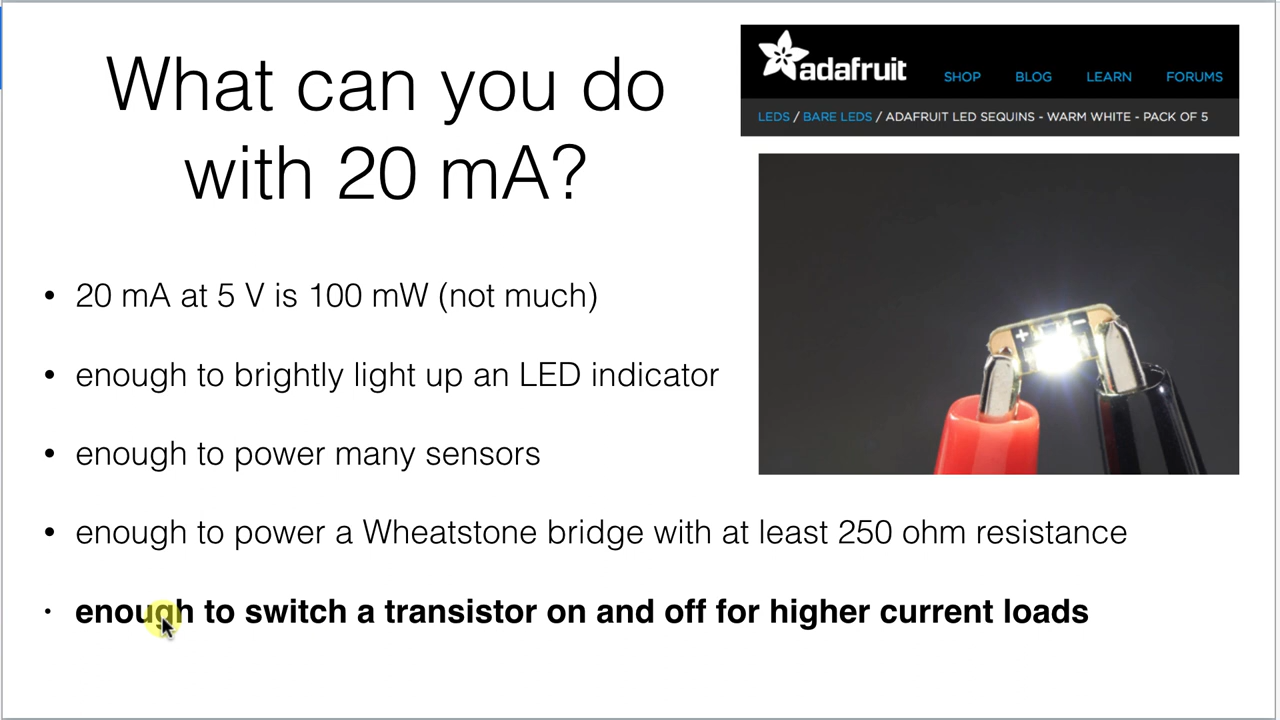 What can you do
with 20 mA?
adafruit
SHOP BLOG LEARN FORUMS
LEDS / BARE LEDS / ADAFRUIT LED SEQUINS - WARM WHITE - PACK OF 5
+ -
• 20 mA at 5 V is 100 mW (not much)
• enough to brightly light up an LED indicator
• enough to power many sensors
• enough to power a Wheatstone bridge with at least 250 ohm resistance
• enough to switch a transistor on and off for higher current loads